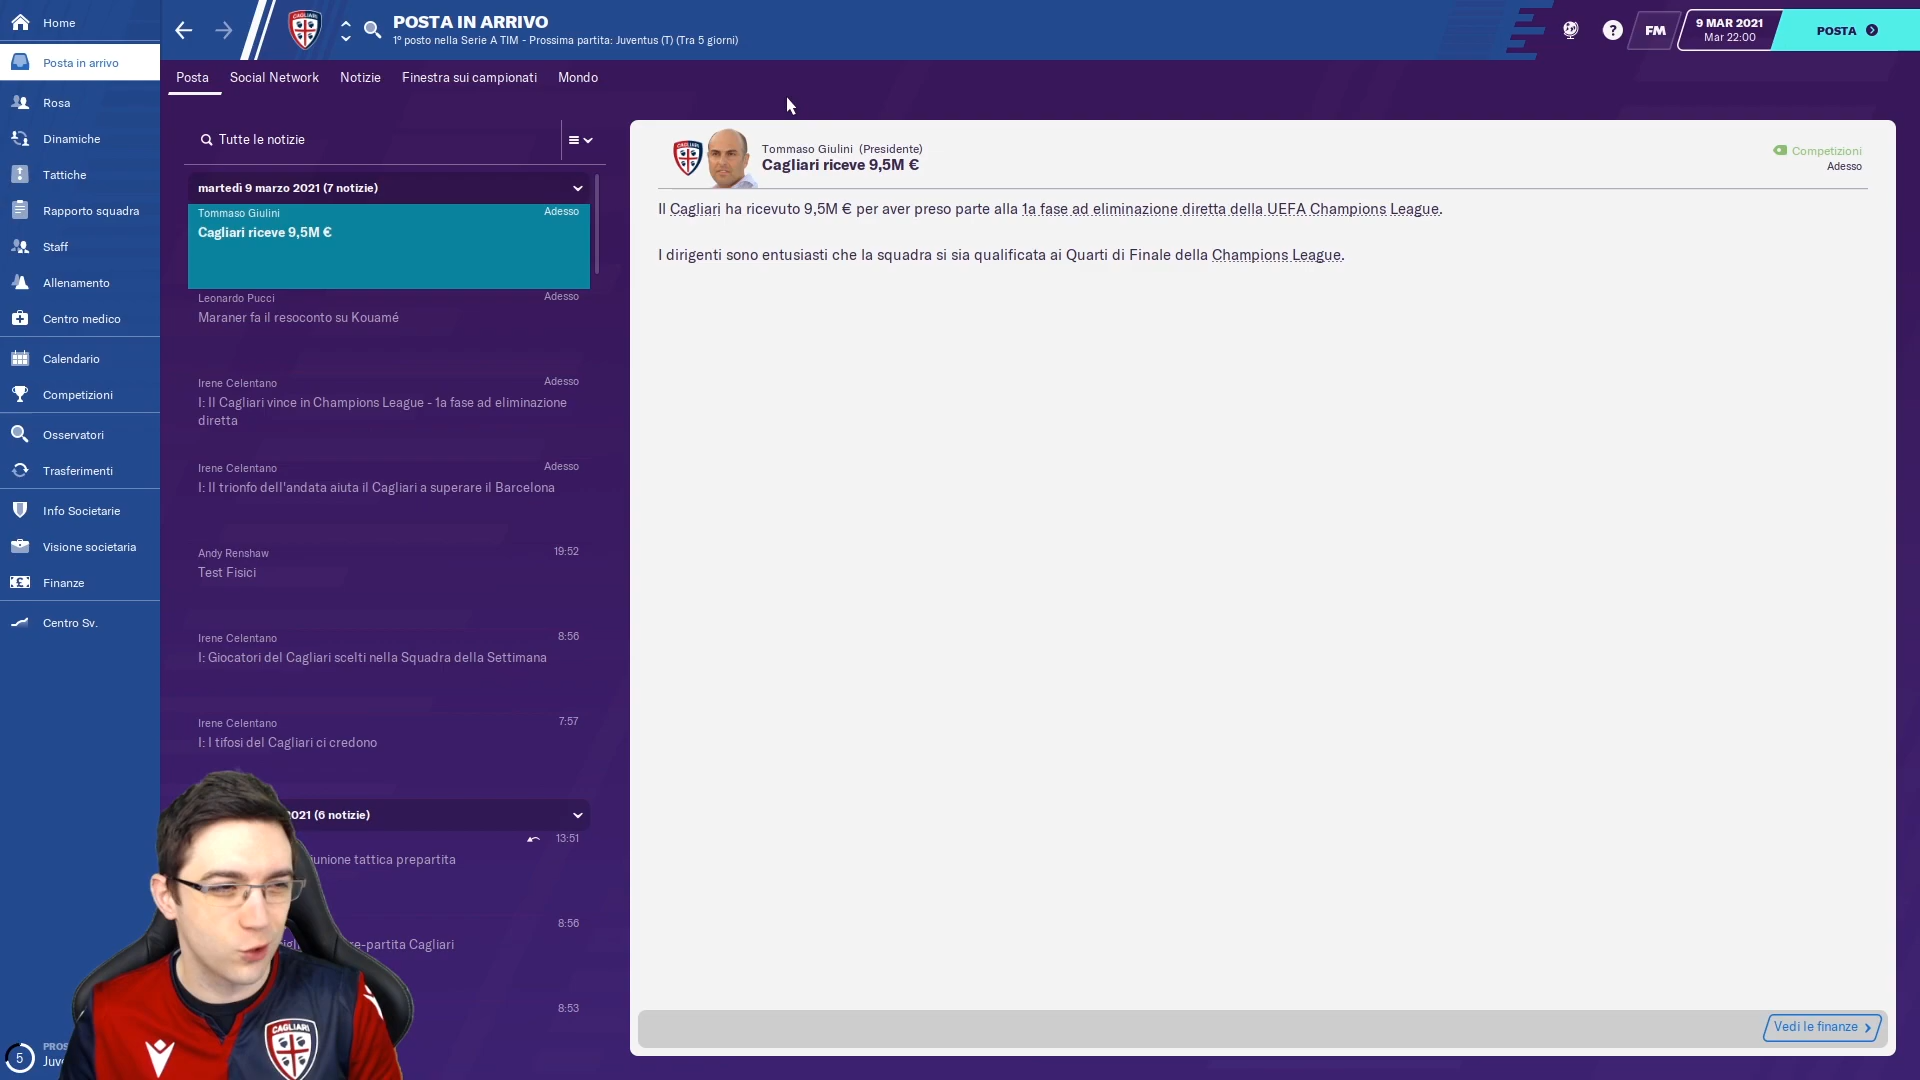 Home
Posta in arrivo
Rosa
Dinamiche
Tattiche
Rapporto squadra
Staff
Allenamento
Centro medico
Calendario
Competizioni
Osservatori
Trasferimenti
Info Societarie
Visione societaria
Finanze
Centro Sv.
5
POSTA IN ARRIVO
1° posto nella Serie A TIM - Prossima partita: Juventus (T) (Tra 5 giorni)
FM
9 MAR 2021
Mar 22:00
POSTA
Posta Social Network Notizie Finestra sui campionati Mondo
Tutte le notizie
martedì 9 marzo 2021 (7 notizie)
Tommaso Giulini Adesso
Cagliari riceve 9,5M €
Leonardo Pucci Adesso
Maraner fa il resoconto su Kouamé
Irene Celentano Adesso
I: Il Cagliari vince in Champions League - 1a fase ad eliminazione
diretta
Irene Celentano Adesso
I: Il trionfo dell'andata aiuta il Cagliari a superare il Barcelona
Andy Renshaw 19:52
Test Fisici
Irene Celentano 8:56
I: Giocatori del Cagliari scelti nella Squadra della Settimana
Irene Celentano 7:57
I: I tifosi del Cagliari ci credono
2021 (6 notizie)
13:51
tattica prepartita
8:56
Cagliari
8:53
Tommaso Giulini (Presidente)
Cagliari riceve 9,5M €
Competizioni
Adesso
Il Cagliari ha ricevuto 9,5M € per aver preso parte alla 1a fase ad eliminazione diretta della UEFA Champions League.
I dirigenti sono entusiasti che la squadra si sia qualificata ai Quarti di Finale della Champions League.
Vedi le finanze
CAGLIARI